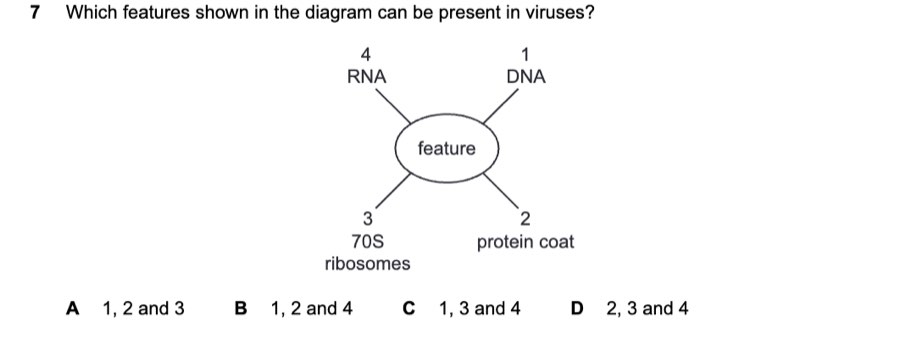 7 Which features shown in the diagram can be present in viruses?
4 1
RNA DNA
feature
3 2
70S protein coat
ribosomes
A 1, 2 and 3 B 1, 2 and 4 C 1, 3 and 4 D 2, 3 and 4